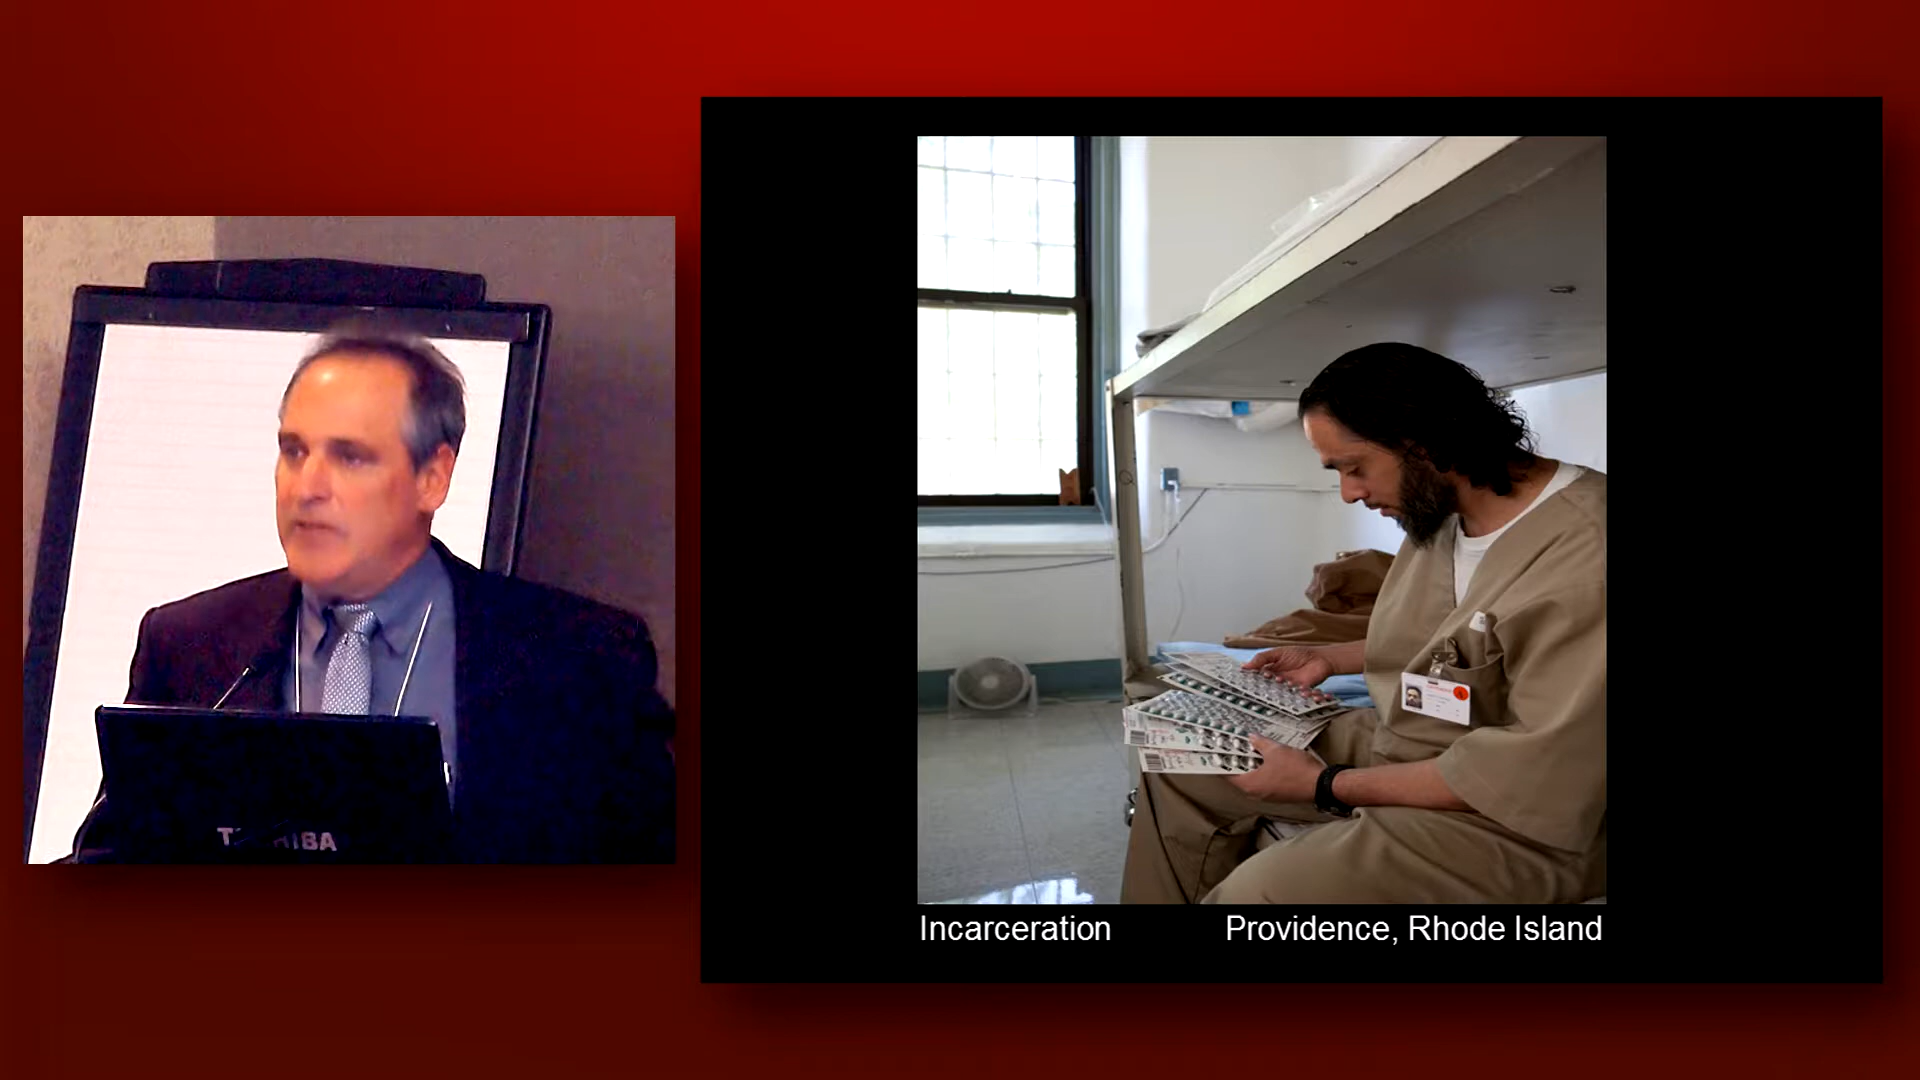 Incarceration
Providence, Rhode Island